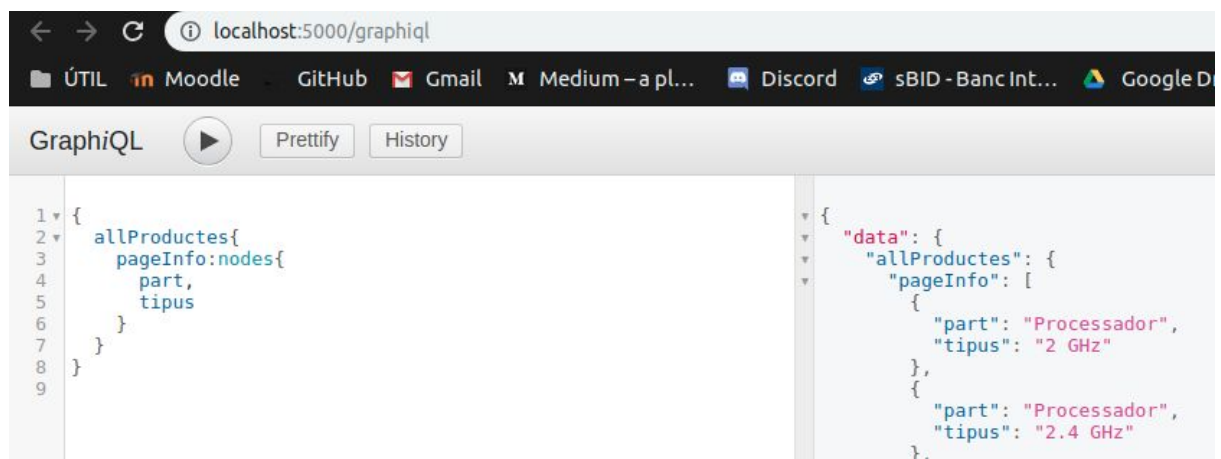 localhost:5000/graphiql
ÚTIL Moodle GitHub Gmail Medium – a pl... Discord sBID - Banc Int... Google Dr
GraphiQL Prettify History
1 {
2 allProductes{
3 pageInfo:nodes{
4 part,
5 tipus
6 }
7 }
8 }
9
{
"data": {
"allProductes": {
"pageInfo": [
{
"part": "Processador",
"tipus": "2 GHz"
},
{
"part": "Processador",
"tipus": "2.4 GHz"
},